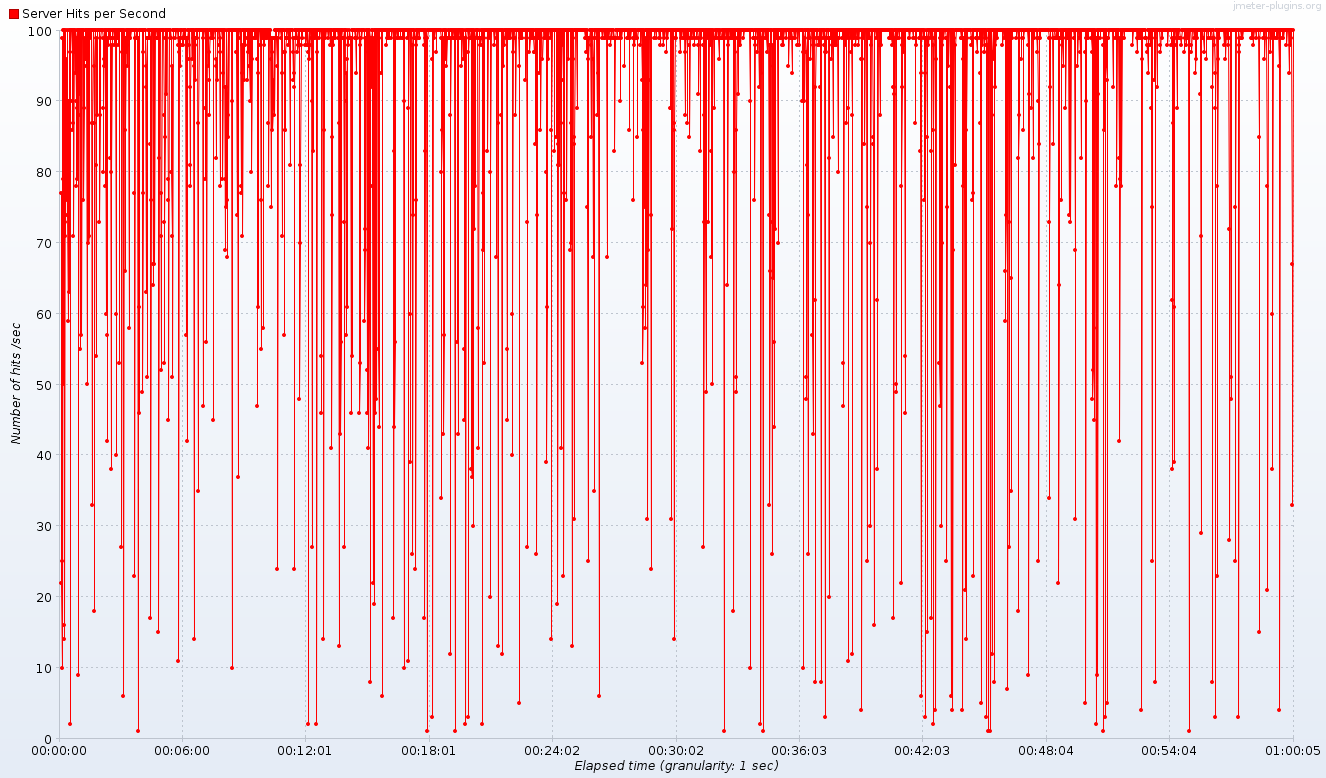 jmeter-plugins.org
Server Hits per Second
100
90
80
70
60
50
40
30
20
10
0
Number of hits /sec
00:00:00 00:06:00 00:12:01 00:18:01 00:24:02 00:30:02 00:36:03 00:42:03 00:48:04 00:54:04 01:00:05
Elapsed time (granularity: 1 sec)